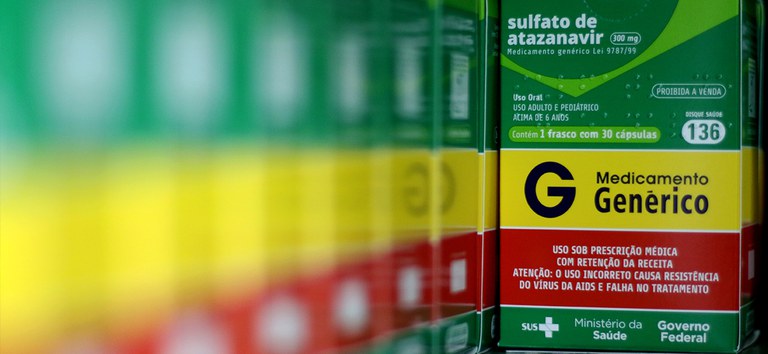 sulfato de
atazanavir 300 mg
Medicamento genérico Lei 9787/99
PROIBIDA A VENDA
Uso Oral
USO ADULTO E PEDIÁTRICO
ACIMA DE 6 ANOS
DISQUE SAÚDE
136
Contém 1 frasco com 30 cápsulas
G Medicamento
Genérico
USO SOB PRESCRIÇÃO MÉDICA
COM RETENÇÃO DA RECEITA
ATENÇÃO: O USO INCORRETO CAUSA RESISTÊNCIA
DO VÍRUS DA AIDS E FALHA NO TRATAMENTO
SUS Ministério da
Saúde
Governo
Federal